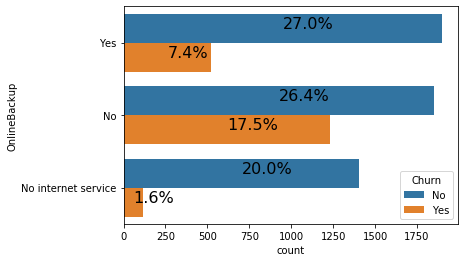 27.0%
Yes
7.4%
26.4%
No
17.5%
OnlineBackup
20.0%
No internet service
1.6%
Churn
No
Yes
0 250 500 750 1000 1250 1500 1750
count